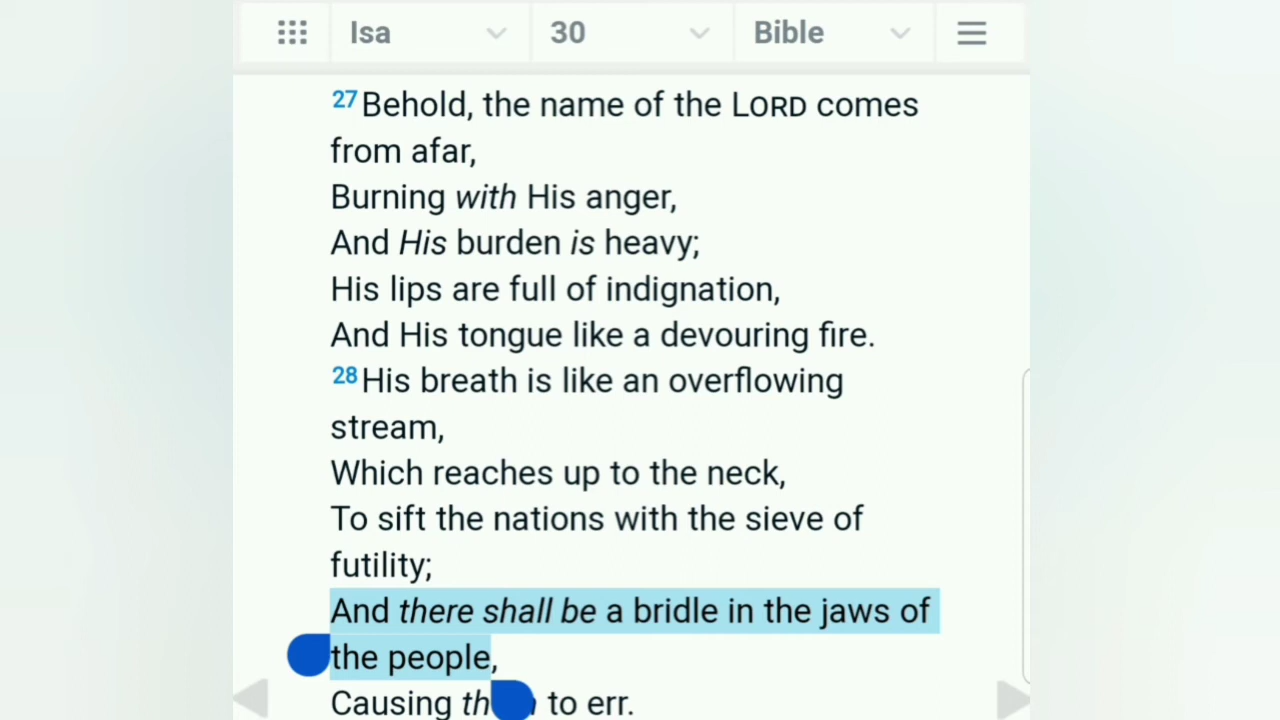 Isa 30 Bible
27 Behold, the name of the LORD comes
from afar,
Burning with His anger,
And His burden is heavy;
His lips are full of indignation,
And His tongue like a devouring fire.
28 His breath is like an overflowing
stream,
Which reaches up to the neck,
To sift the nations with the sieve of
futility;
And there shall be a bridle in the jaws of
the people,
Causing to err.